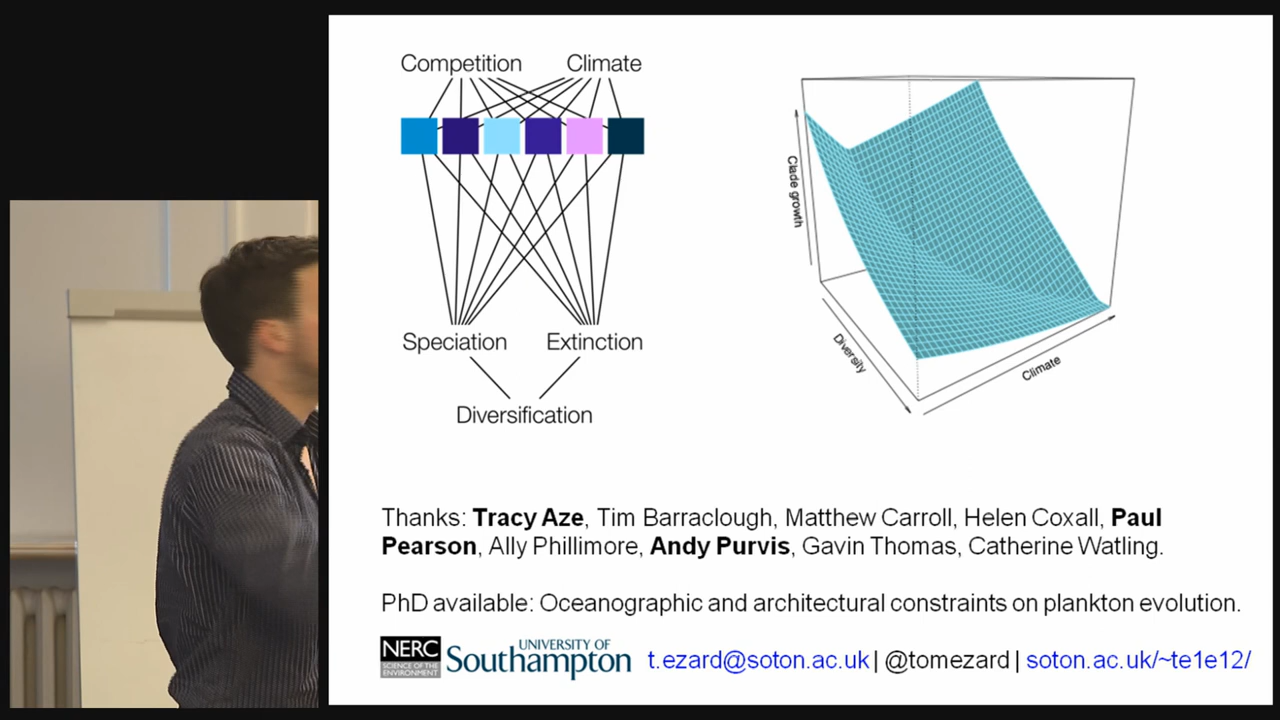 Competition Climate
Speciation Extinction
Diversification
Clade growth
Diversity
Climate
Thanks: Tracy Aze, Tim Barraclough, Matthew Carroll, Helen Coxall, Paul
Pearson, Ally Phillimore, Andy Purvis, Gavin Thomas, Catherine Watling.
PhD available: Oceanographic and architectural constraints on plankton evolution.
NERC
SCIENCE OF THE
ENVIRONMENT
UNIVERSITY OF
Southampton
t.ezard@soton.ac.uk | @tomezard | soton.ac.uk/~te1e12/